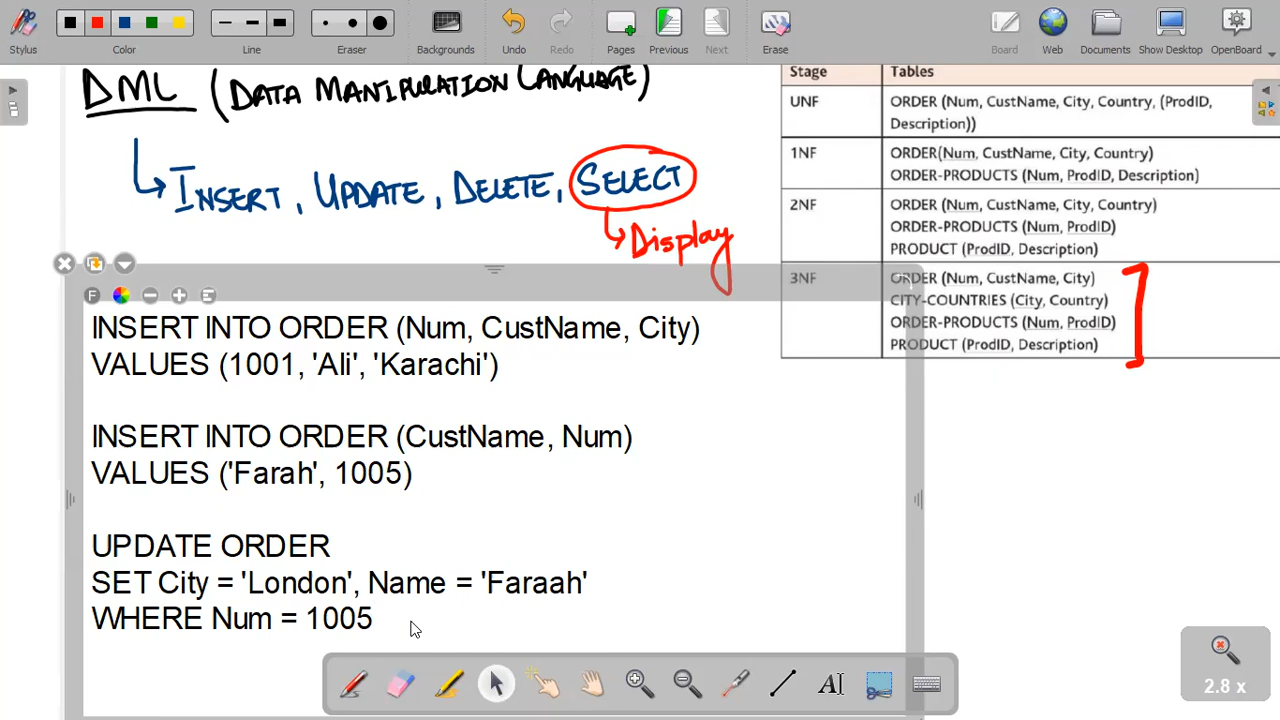 Stylus
Color
Line
Eraser
Backgrounds
Undo
Redo
Pages
Previous
Next
Erase
Board
Web
Documents
Show Desktop
OpenBoard
DML (DATA MANIPULATION LANGUAGE)
INSERT, UPDATE, DELETE, SELECT
Display
Stage Tables
UNF ORDER (Num, CustName, City, Country, (ProdID,
Description))
1NF ORDER(Num, CustName, City, Country)
ORDER-PRODUCTS (Num, ProdID, Description)
2NF ORDER (Num, CustName, City, Country)
ORDER-PRODUCTS (Num, ProdID)
PRODUCT (ProdID, Description)
3NF ORDER (Num, CustName, City)
CITY-COUNTRIES (City, Country)
ORDER-PRODUCTS (Num, ProdID)
PRODUCT (ProdID, Description)
F
INSERT INTO ORDER (Num, CustName, City)
VALUES (1001, 'Ali', 'Karachi')
INSERT INTO ORDER (CustName, Num)
VALUES ('Farah', 1005)
UPDATE ORDER
SET City = 'London', Name = 'Faraah'
WHERE Num = 1005
AI
2.8 x